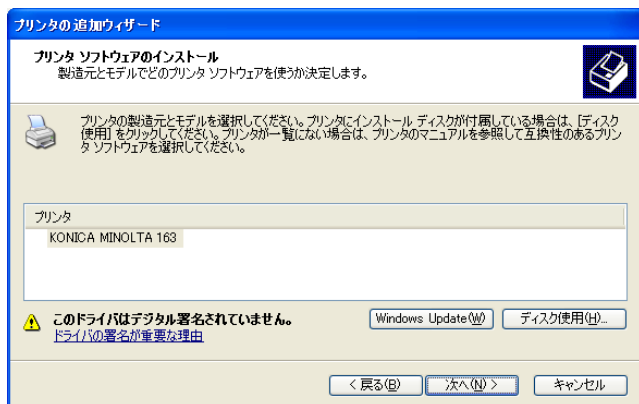 プリンタの追加ウィザード
プリンタ ソフトウェアのインストール
製造元とモデルでどのプリンタ ソフトウェアを使うか決定します。
プリンタの製造元とモデルを選択してください。プリンタにインストール ディスクが付属している場合は、[ディスク
使用] をクリックしてください。プリンタが一覧にない場合は、プリンタのマニュアルを参照して互換性のあるプリン
タ ソフトウェアを選択してください。
プリンタ
KONICA MINOLTA 163
このドライバはデジタル署名されていません。
Windows Update(W)
ディスク使用(H)...
ドライバの署名が重要な理由
< 戻る(B)
次へ(N) >
キャンセル